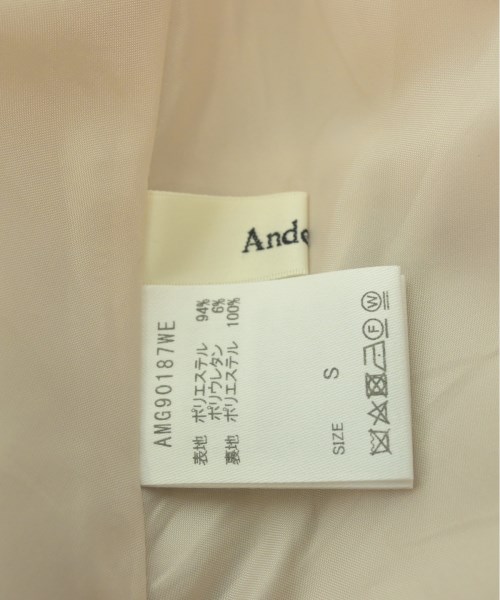 Ande
AMG90187WE
表地 ポリエステル 94%
ポリウレタン 6%
裏地 ポリエステル 100%
SIZE S
F W